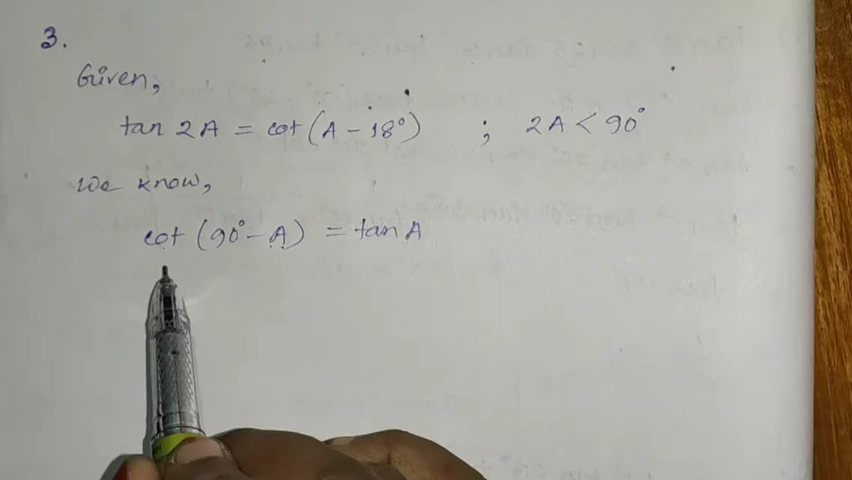 3.
Given,
tan 2A = cot (A - 18°) ; 2A < 90°
We know,
cot (90° - A) = tan A